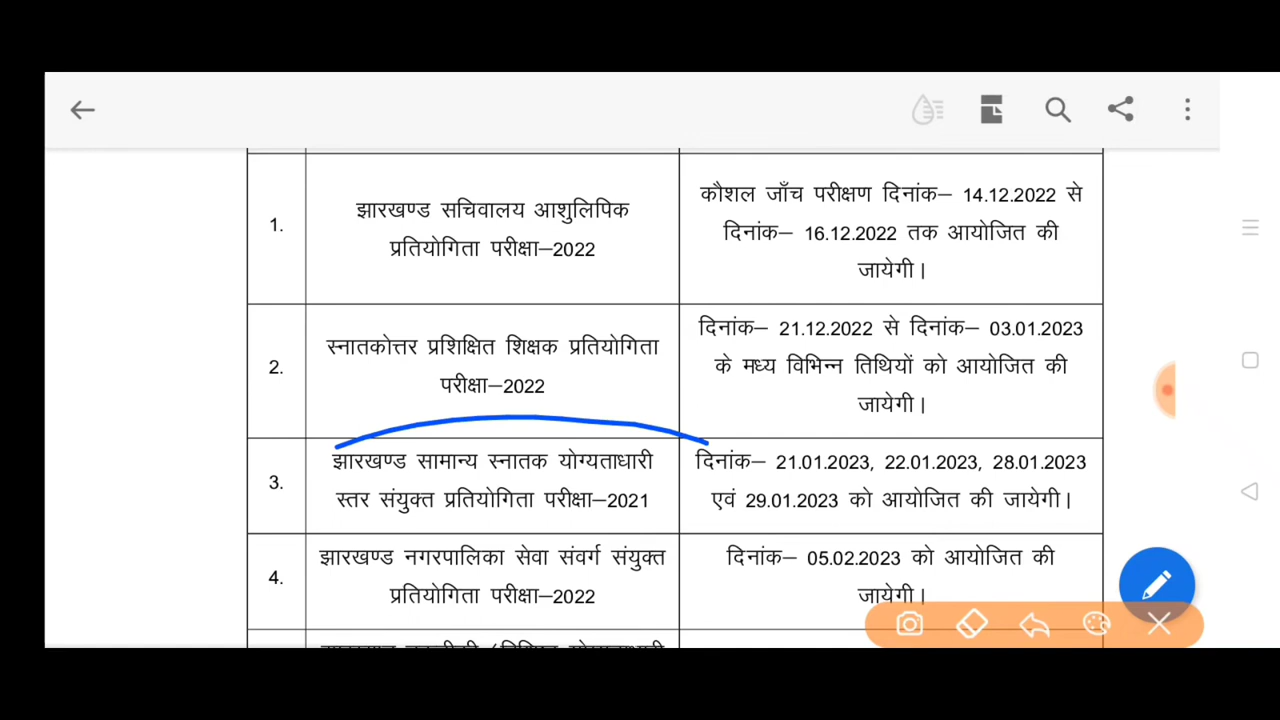 1.
झारखण्ड सचिवालय आशुलिपिक
प्रतियोगिता परीक्षा–2022
कौशल जाँच परीक्षण दिनांक– 14.12.2022 से
दिनांक– 16.12.2022 तक आयोजित की
जायेगी।
2.
स्नातकोत्तर प्रशिक्षित शिक्षक प्रतियोगिता
परीक्षा–2022
दिनांक– 21.12.2022 से दिनांक– 03.01.2023
के मध्य विभिन्न तिथियों को आयोजित की
जायेगी।
3.
झारखण्ड सामान्य स्नातक योग्यताधारी
स्तर संयुक्त प्रतियोगिता परीक्षा–2021
दिनांक– 21.01.2023, 22.01.2023, 28.01.2023
एवं 29.01.2023 को आयोजित की जायेगी।
4.
झारखण्ड नगरपालिका सेवा संवर्ग संयुक्त
प्रतियोगिता परीक्षा–2022
दिनांक– 05.02.2023 को आयोजित की
जायेगी।